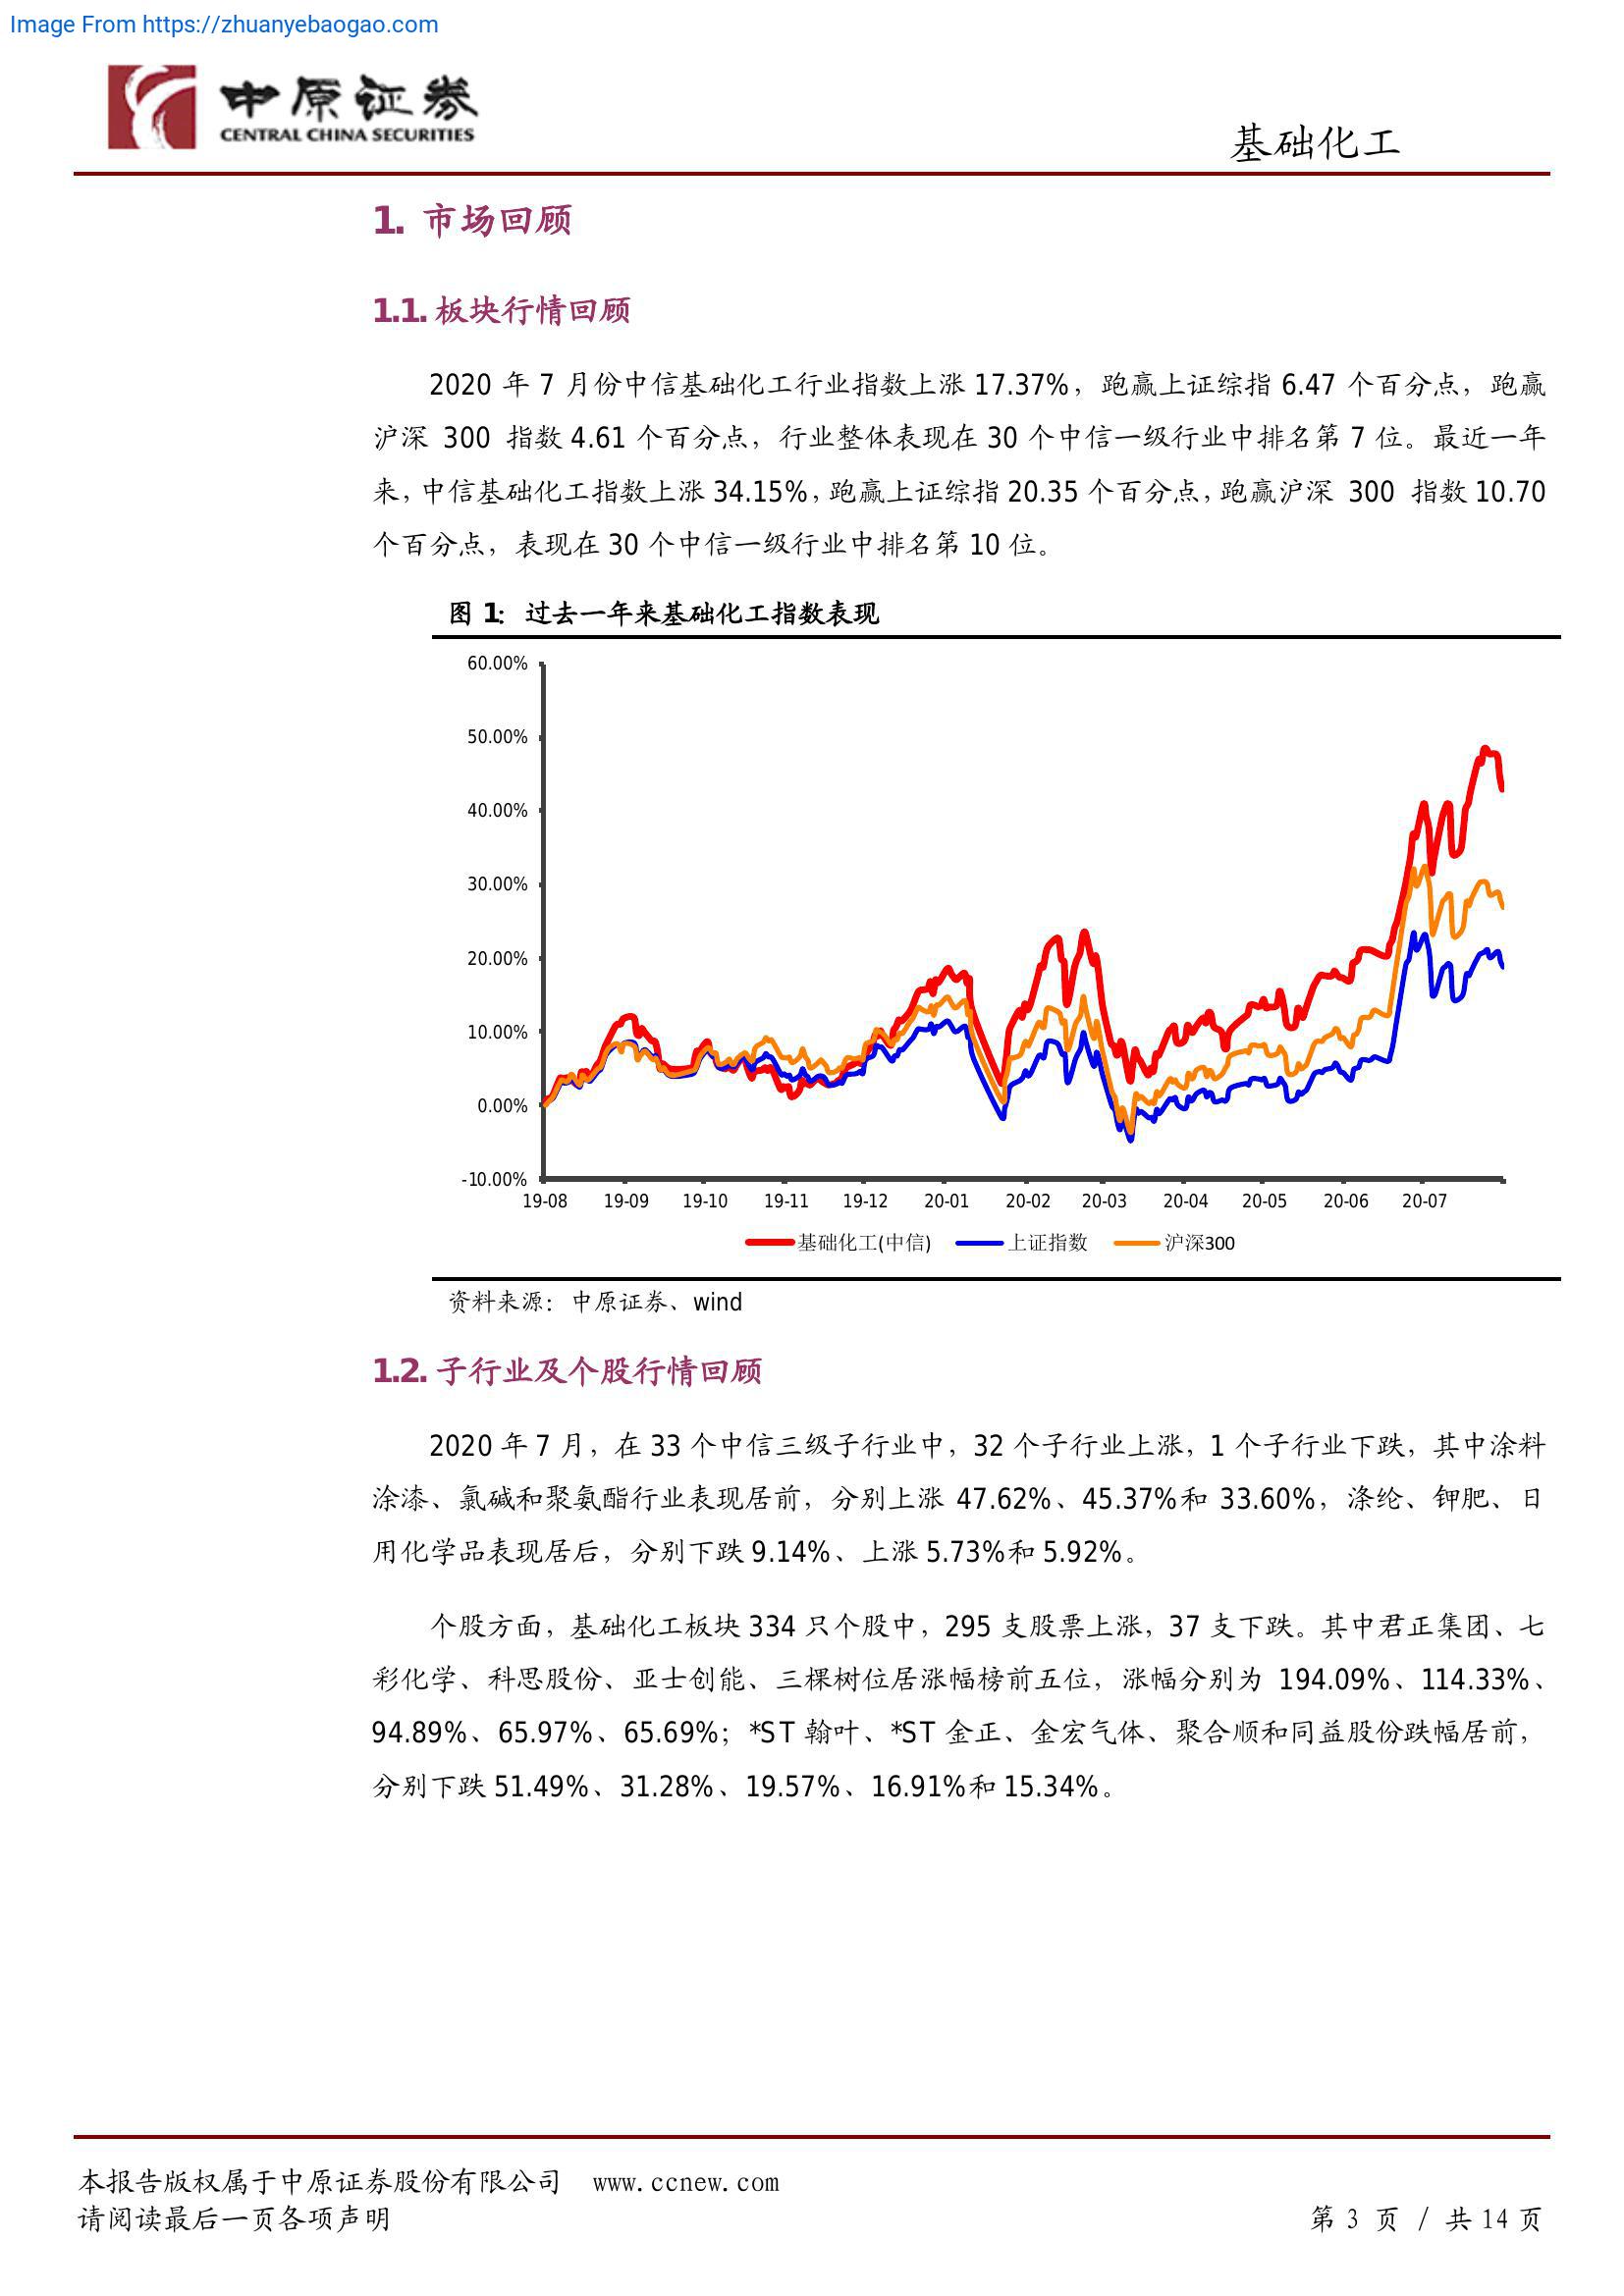 Image From https://zhuanyebaogao.com
中原证券
CENTRAL CHINA SECURITIES
基础化工
1. 市场回顾
1.1. 板块行情回顾
2020 年 7 月份中信基础化工行业指数上涨 17.37%，跑赢上证综指 6.47 个百分点，跑赢
沪深 300 指数 4.61 个百分点，行业整体表现在 30 个中信一级行业中排名第 7 位。最近一年
来，中信基础化工指数上涨 34.15%，跑赢上证综指 20.35 个百分点，跑赢沪深 300 指数 10.70
个百分点，表现在 30 个中信一级行业中排名第 10 位。
图 1: 过去一年来基础化工指数表现
60.00%
50.00%
40.00%
30.00%
20.00%
10.00%
0.00%
-10.00%
19-08 19-09 19-10 19-11 19-12 20-01 20-02 20-03 20-04 20-05 20-06 20-07
基础化工(中信) 上证指数 沪深300
资料来源：中原证券、wind
1.2. 子行业及个股行情回顾
2020 年 7 月，在 33 个中信三级子行业中，32 个子行业上涨，1 个子行业下跌，其中涂料
涂漆、氯碱和聚氨酯行业表现居前，分别上涨 47.62%、45.37%和 33.60%，涤纶、钾肥、日
用化学品表现居后，分别下跌 9.14%、上涨 5.73%和 5.92%。
个股方面，基础化工板块 334 只个股中，295 支股票上涨，37 支下跌。其中君正集团、七
彩化学、科思股份、亚士创能、三棵树位居涨幅榜前五位，涨幅分别为 194.09%、114.33%、
94.89%、65.97%、65.69%；*ST 翰叶、*ST 金正、金宏气体、聚合顺和同益股份跌幅居前，
分别下跌 51.49%、31.28%、19.57%、16.91%和 15.34%。
本报告版权属于中原证券股份有限公司 www.ccnew.com
请阅读最后一页各项声明
第 3 页 / 共 14 页